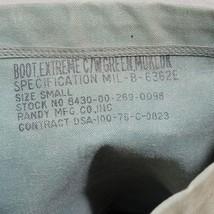 BOOT, EXTREME C/W GREEN, MUKLUK
SPECIFICATION MIL-B-6362E
SIZE SMALL
STOCK NO 8430-00-269-0098
RANDY MFG CO, INC
CONTRACT DSA-100-76-C-0823